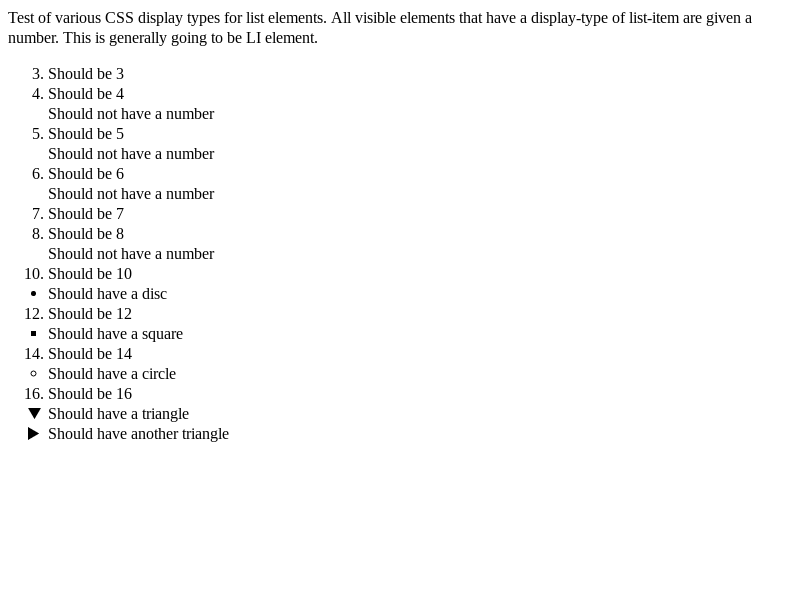 Test of various CSS display types for list elements. All visible elements that have a display-type of list-item are given a
number. This is generally going to be LI element.
3. Should be 3
4. Should be 4
Should not have a number
5. Should be 5
Should not have a number
6. Should be 6
Should not have a number
7. Should be 7
8. Should be 8
Should not have a number
10. Should be 10
• Should have a disc
12. Should be 12
▪ Should have a square
14. Should be 14
◦ Should have a circle
16. Should be 16
▼ Should have a triangle
▶ Should have another triangle